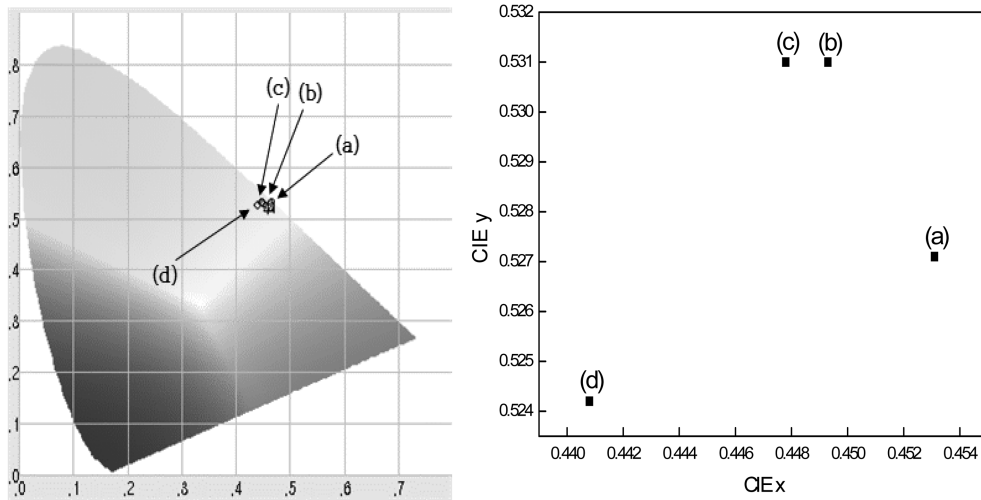 .8
.7
.6
.5
.4
.3
.2
.1
.0
.0 .1 .2 .3 .4 .5 .6 .7
(c)
(b)
(a)
(d)
0.532
0.531
0.530
0.529
0.528
0.527
0.526
0.525
0.524
CIE y
(c) (b)
(a)
(d)
0.440 0.442 0.444 0.446 0.448 0.450 0.452 0.454
CIE x